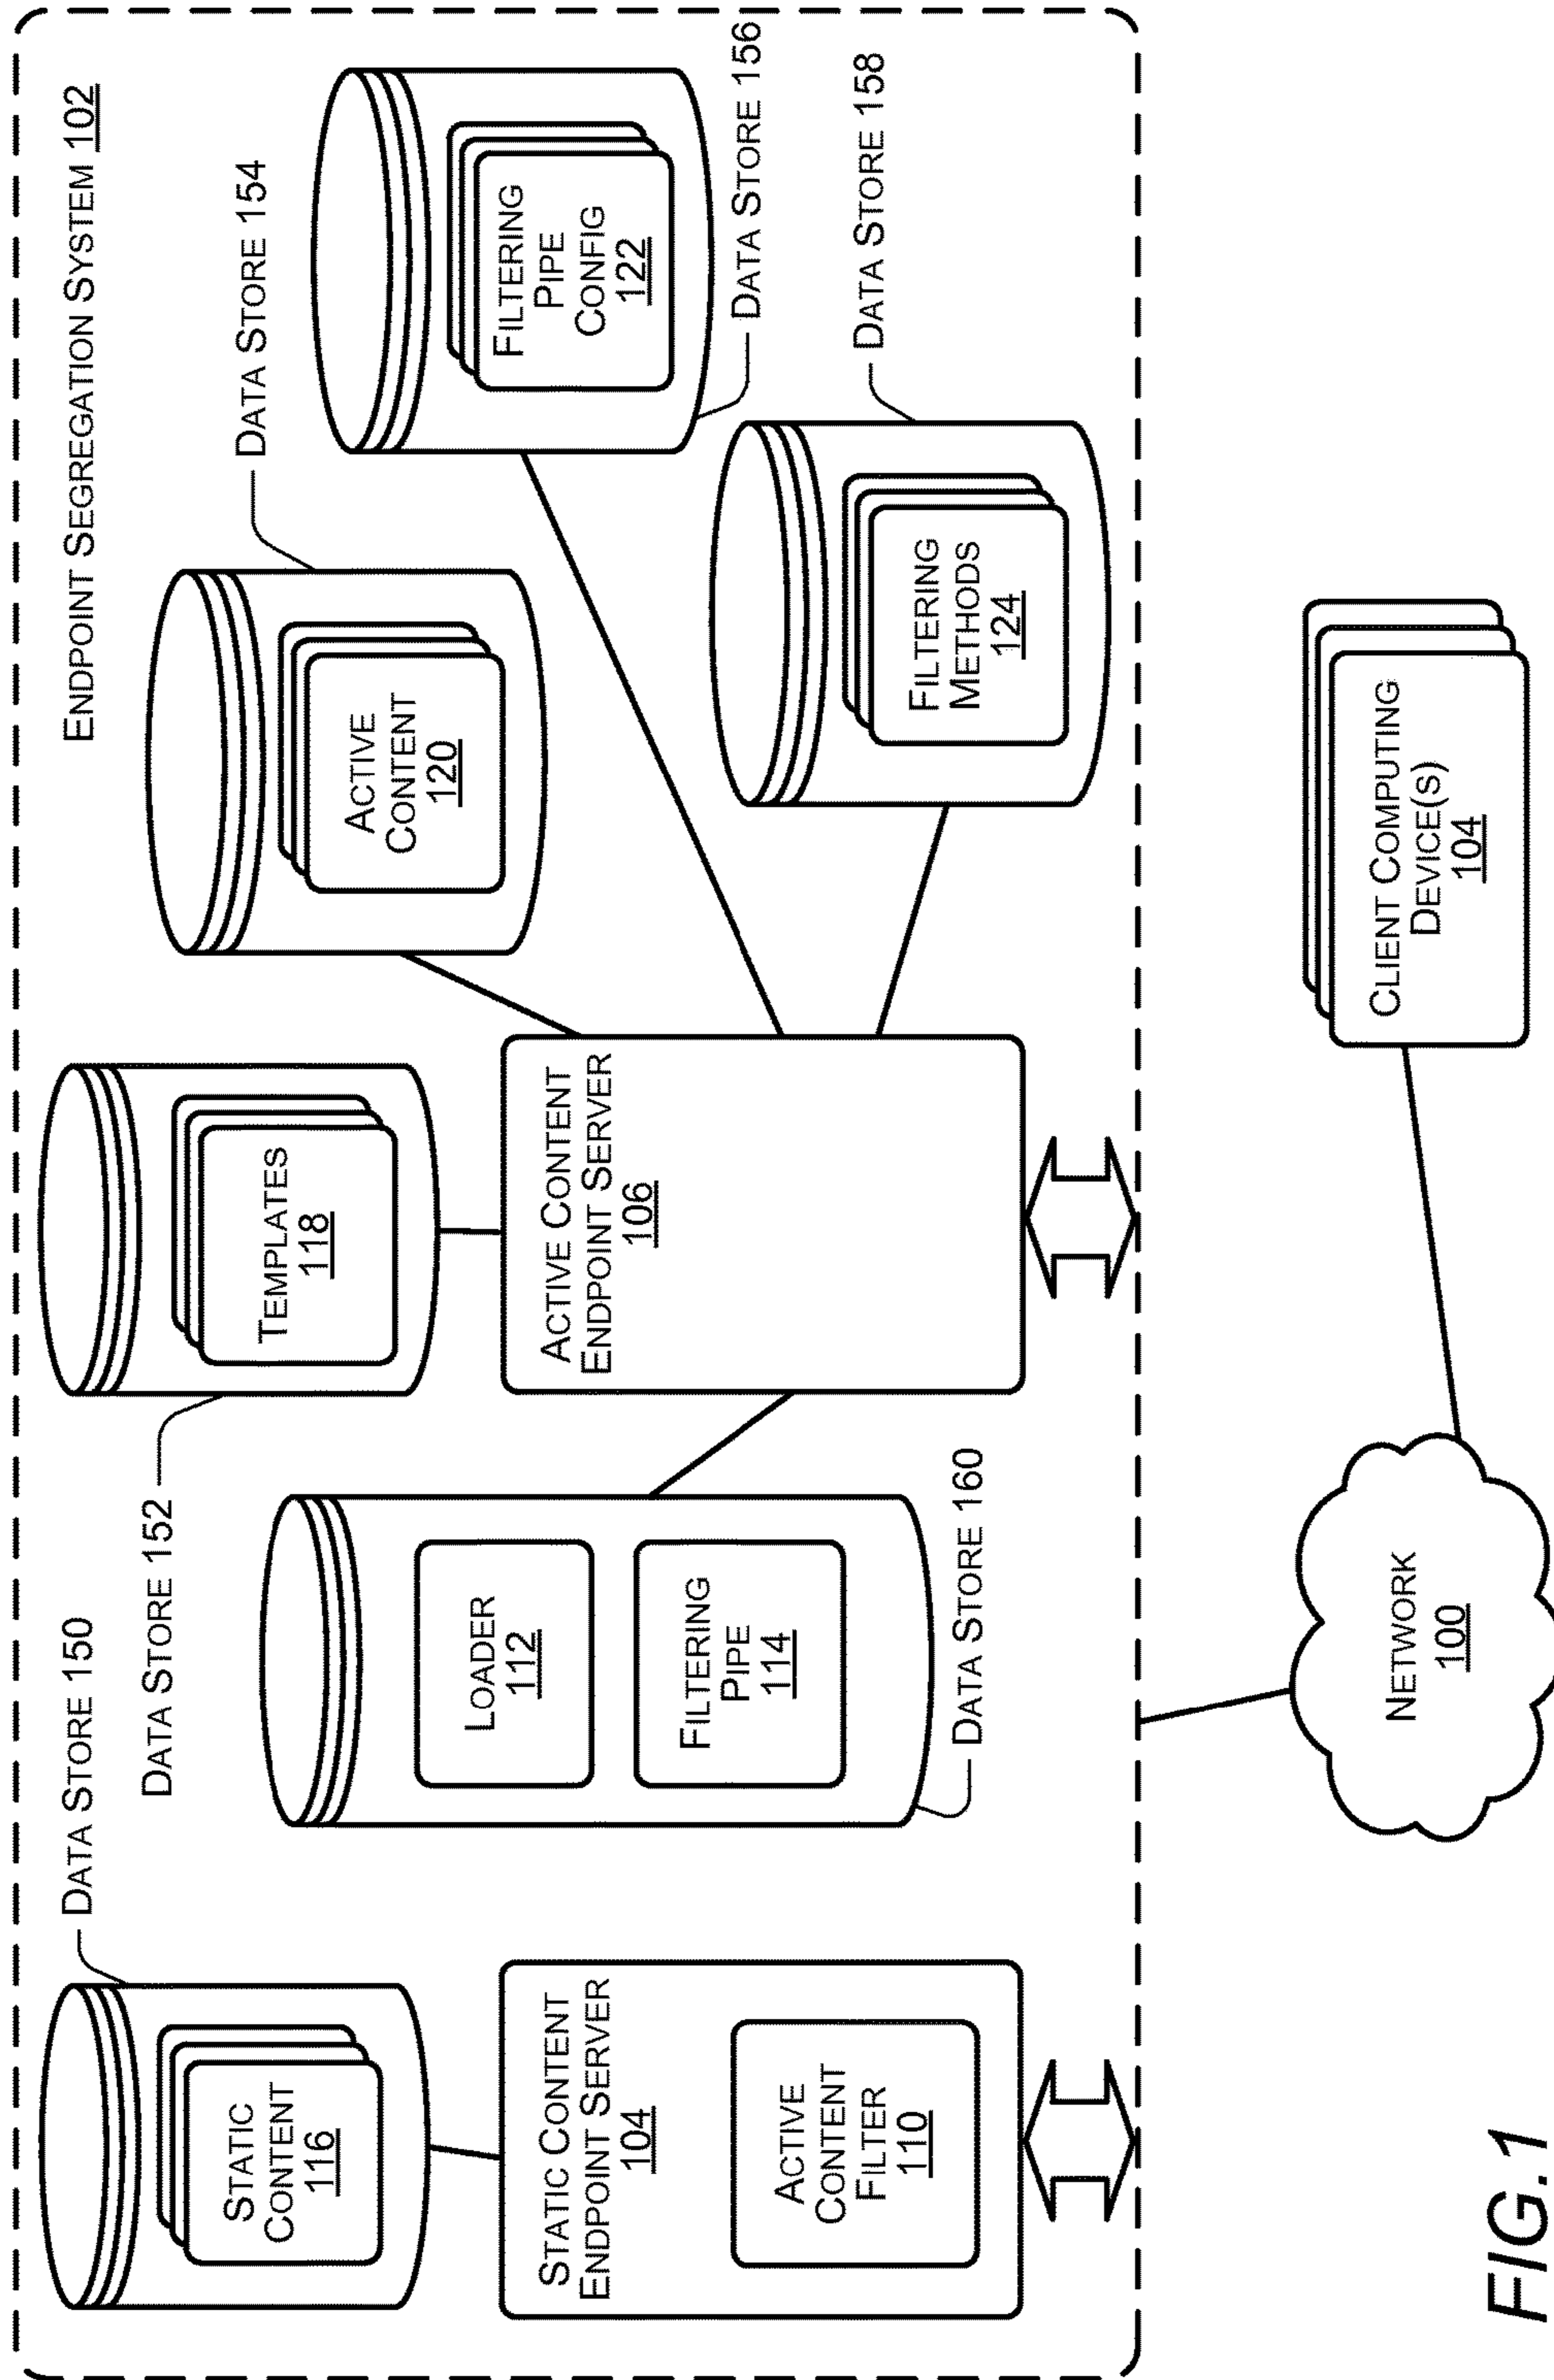 ENDPOINT SEGREGATION SYSTEM 102
DATA STORE 150
STATIC
CONTENT
116
STATIC CONTENT
ENDPOINT SERVER
104
ACTIVE
CONTENT
FILTER
110
DATA STORE 152
TEMPLATES
118
LOADER
112
FILTERING
PIPE
114
DATA STORE 160
ACTIVE CONTENT
ENDPOINT SERVER
106
DATA STORE 154
ACTIVE
CONTENT
120
FILTERING
PIPE
CONFIG
122
DATA STORE 156
FILTERING
METHODS
124
DATA STORE 158
NETWORK
100
CLIENT COMPUTING
DEVICE(S)
104
FIG.1